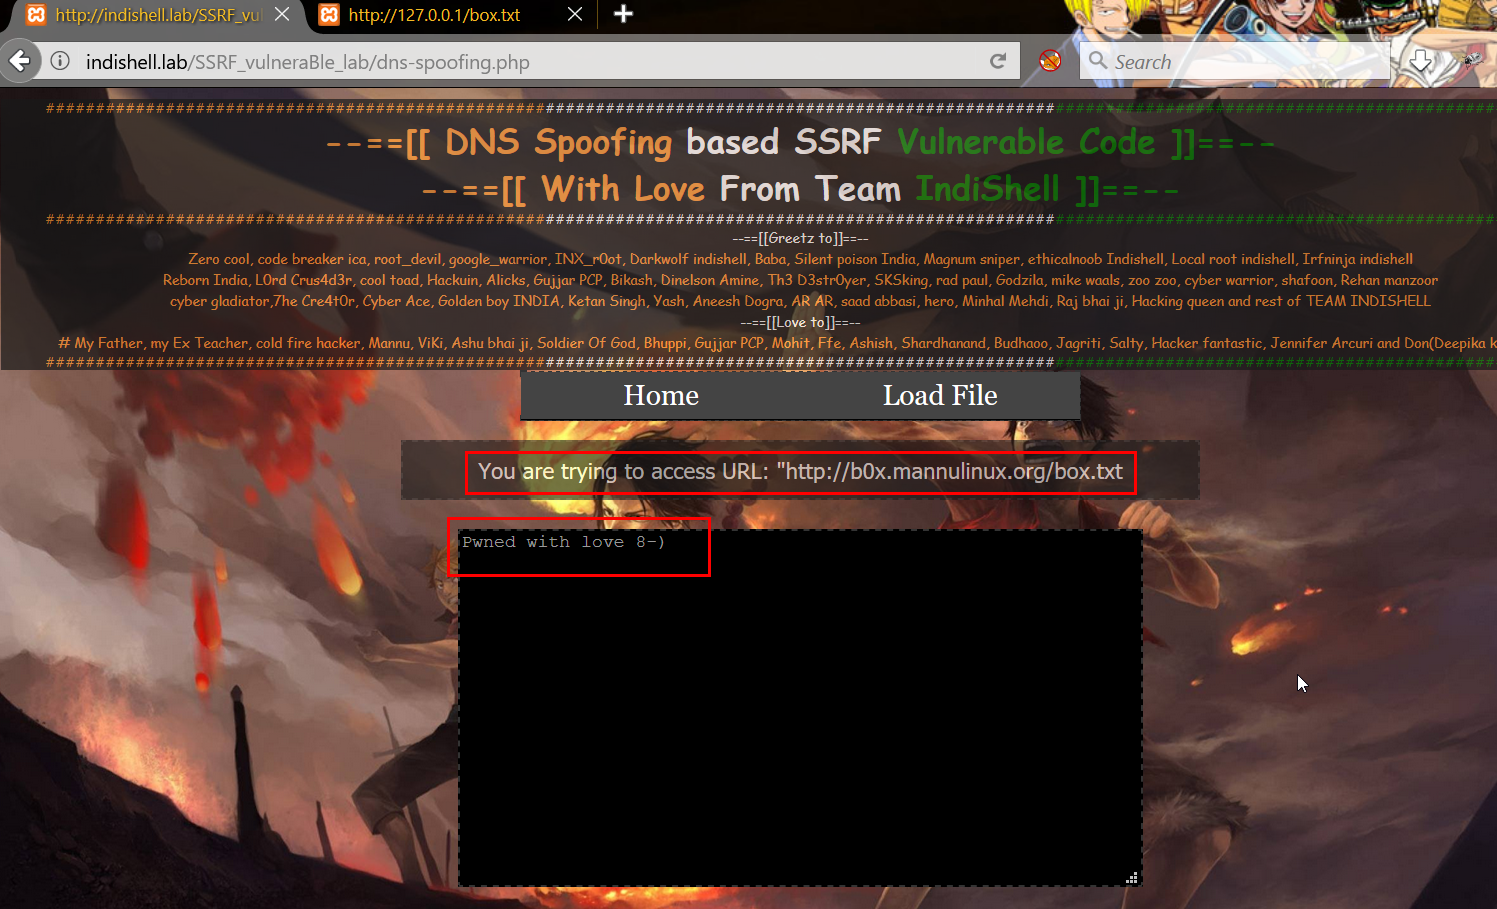 http://indishell.lab/SSRF_vul
http://127.0.0.1/box.txt
indishell.lab/SSRF_vulneraBle_lab/dns-spoofing.php
Search
--==[[ DNS Spoofing based SSRF Vulnerable Code ]]==--
--==[[ With Love From Team IndiShell ]]==--
--==[[Greetz to]]==--
Zero cool, code breaker ica, root_devil, google_warrior, INX_r0ot, Darkwolf indishell, Baba, Silent poison India, Magnum sniper, ethicalnoob Indishell, Local root indishell, Irfninja indishell
Reborn India, L0rd Crus4d3r, cool toad, Hackuin, Alicks, Gujjar PCP, Bikash, Dinelson Amine, Th3 D3str0yer, SKSking, rad paul, Godzila, mike waals, zoo zoo, cyber warrior, shafoon, Rehan manzoor
cyber gladiator,7he Cre4t0r, Cyber Ace, Golden boy INDIA, Ketan Singh, Yash, Aneesh Dogra, AR AR, saad abbasi, hero, Minhal Mehdi, Raj bhai ji, Hacking queen and rest of TEAM INDISHELL
--==[[Love to]]==--
# My Father, my Ex Teacher, cold fire hacker, Mannu, ViKi, Ashu bhai ji, Soldier Of God, Bhuppi, Gujjar PCP, Mohit, Ffe, Ashish, Shardhanand, Budhaoo, Jagriti, Salty, Hacker fantastic, Jennifer Arcuri and Don(Deepika k
Home Load File
You are trying to access URL: "http://b0x.mannulinux.org/box.txt
Pwned with love 8-)